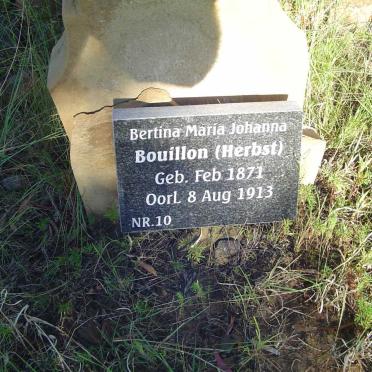 Bertina Maria Johanna
Bouillon (Herbst)
Geb. Feb 1871
Oorl. 8 Aug 1913
NR.10